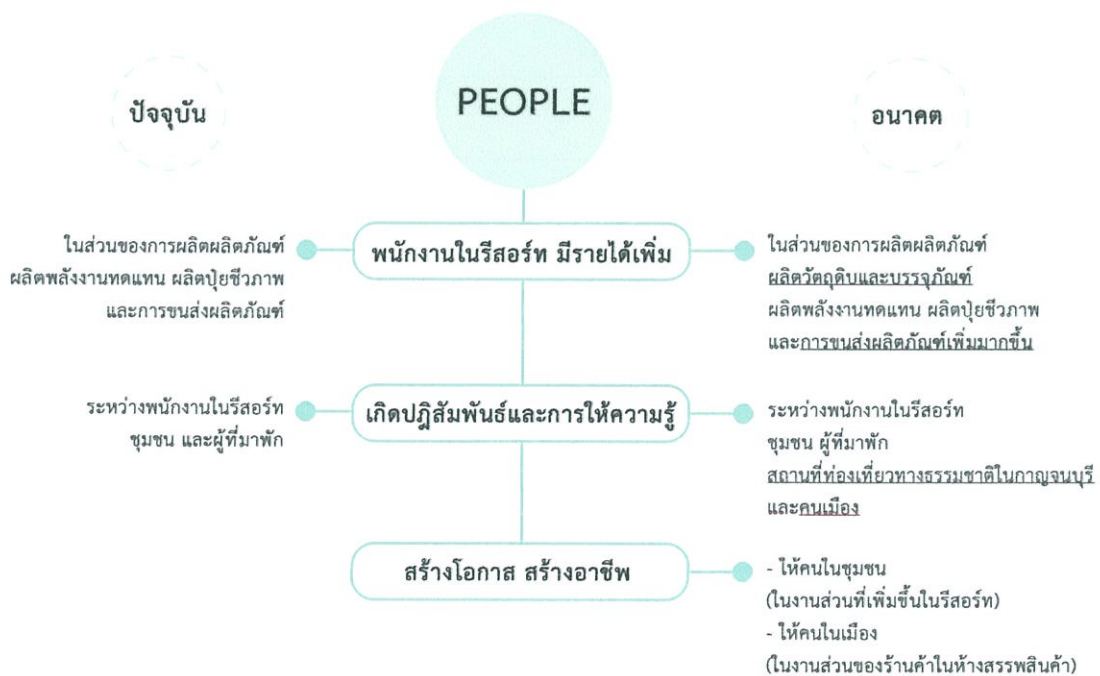 PEOPLE
ปัจจุบัน
อนาคต
พนักงานในรีสอร์ท มีรายได้เพิ่ม
ในส่วนของการผลิตผลิตภัณฑ์
ผลิตพลังงานทดแทน ผลิตปุ๋ยชีวภาพ
และการขนส่งผลิตภัณฑ์
ในส่วนของการผลิตผลิตภัณฑ์
ผลิตวัตถุดิบและบรรจุภัณฑ์
ผลิตพลังงานทดแทน ผลิตปุ๋ยชีวภาพ
และการขนส่งผลิตภัณฑ์เพิ่มมากขึ้น
เกิดปฏิสัมพันธ์และการให้ความรู้
ระหว่างพนักงานในรีสอร์ท
ชุมชน และผู้ที่มาพัก
ระหว่างพนักงานในรีสอร์ท
ชุมชน ผู้ที่มาพัก
สถานที่ท่องเที่ยวทางธรรมชาติในกาญจนบุรี
และคนเมือง
สร้างโอกาส สร้างอาชีพ
- ให้คนในชุมชน
(ในงานส่วนที่เพิ่มขึ้นในรีสอร์ท)
- ให้คนในเมือง
(ในงานส่วนของร้านค้าในห้างสรรพสินค้า)